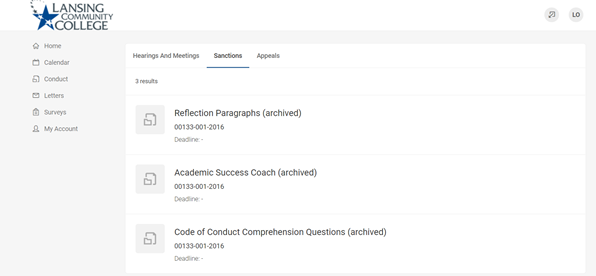 LANSING
COMMUNITY
COLLEGE
LO
Home
Calendar
Conduct
Letters
Surveys
My Account
Hearings And Meetings Sanctions Appeals
3 results
Reflection Paragraphs (archived)
00133-001-2016
Deadline: -
Academic Success Coach (archived)
00133-001-2016
Deadline: -
Code of Conduct Comprehension Questions (archived)
00133-001-2016
Deadline: -